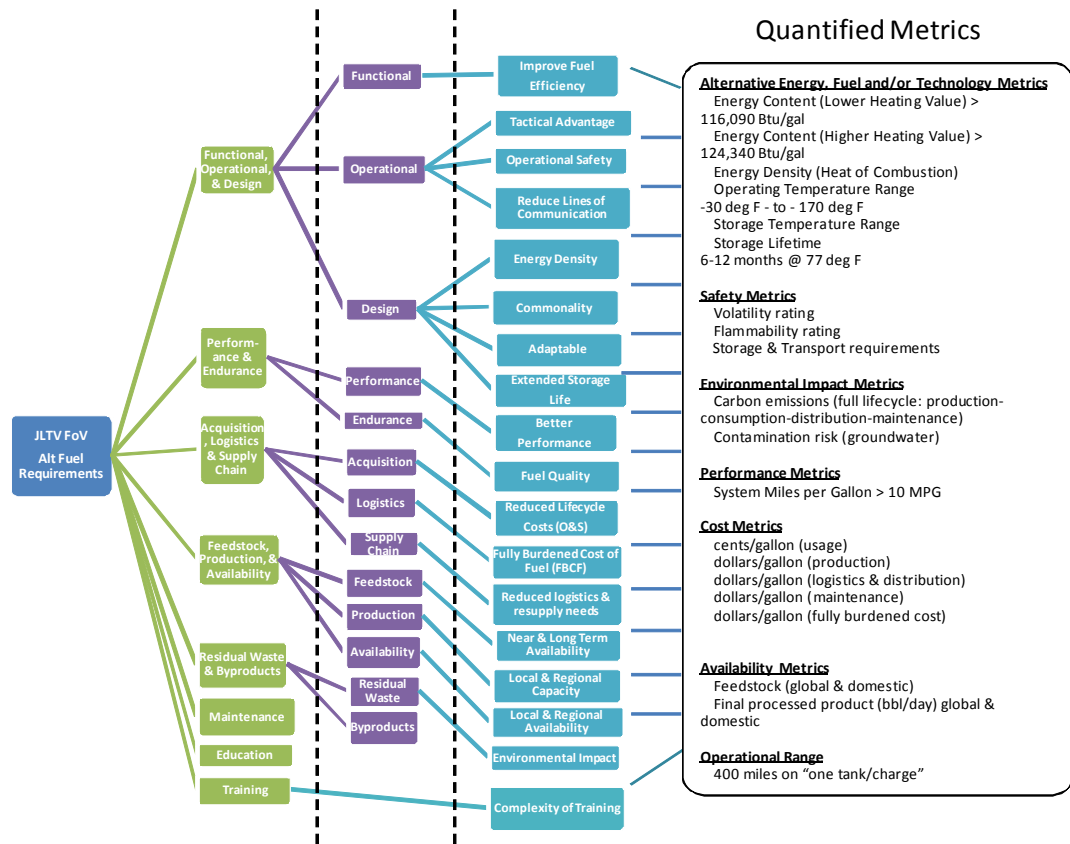 Quantified Metrics
JLTV FoV
Alt Fuel
Requirements
Functional,
Operational,
& Design
Perform-
ance &
Endurance
Acquisition
, Logistics
& Supply
Chain
Feedstock,
Production, &
Availability
Residual Waste
& Byproducts
Maintenance
Education
Training
Functional
Operational
Design
Performance
Endurance
Acquisition
Logistics
Supply
Chain
Feedstock
Production
Availability
Residual
Waste
Byproducts
Improve Fuel
Efficiency
Tactical Advantage
Operational Safety
Reduce Lines of
Communication
Energy Density
Commonality
Adaptable
Extended Storage
Life
Better
Performance
Fuel Quality
Reduced Lifecycle
Costs (O&S)
Fully Burdened Cost of
Fuel (FBCF)
Reduced logistics &
resupply needs
Near & Long Term
Availability
Local & Regional
Capacity
Local & Regional
Availability
Environmental Impact
Complexity of Training
Alternative Energy, Fuel and/or Technology Metrics
Energy Content (Lower Heating Value) >
116,090 Btu/gal
Energy Content (Higher Heating Value) >
124,340 Btu/gal
Energy Density (Heat of Combustion)
Operating Temperature Range
-30 deg F - to - 170 deg F
Storage Temperature Range
Storage Lifetime
6-12 months @ 77 deg F
Safety Metrics
Volatility rating
Flammability rating
Storage & Transport requirements
Environmental Impact Metrics
Carbon emissions (full lifecycle: production-
consumption-distribution-maintenance)
Contamination risk (groundwater)
Performance Metrics
System Miles per Gallon > 10 MPG
Cost Metrics
cents/gallon (usage)
dollars/gallon (production)
dollars/gallon (logistics & distribution)
dollars/gallon (maintenance)
dollars/gallon (fully burdened cost)
Availability Metrics
Feedstock (global & domestic)
Final processed product (bbl/day) global &
domestic
Operational Range
400 miles on “one tank/charge”